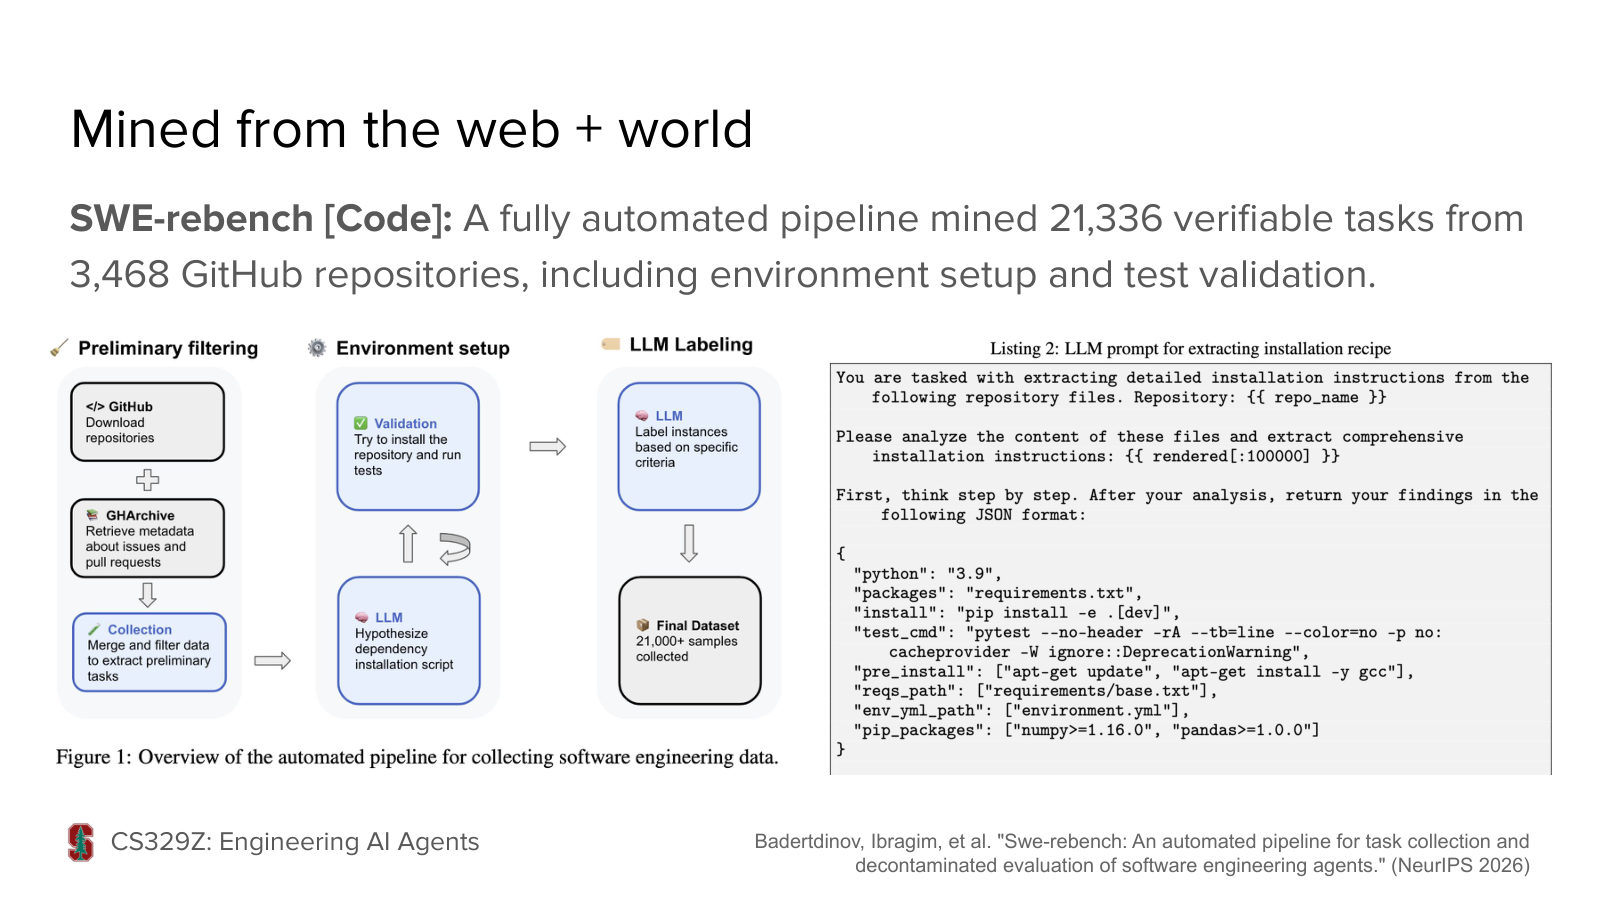 Mined from the web + world
SWE-rebench [Code]: A fully automated pipeline mined 21,336 verifiable tasks from
3,468 GitHub repositories, including environment setup and test validation.
Preliminary filtering
</> GitHub
Download
repositories
GHArchive
Retrieve metadata
about issues and
pull requests
Collection
Merge and filter data
to extract preliminary
tasks
Environment setup
Validation
Try to install the
repository and run
tests
LLM
Hypothesize
dependency
installation script
LLM Labeling
LLM
Label instances
based on specific
criteria
Final Dataset
21,000+ samples
collected
Figure 1: Overview of the automated pipeline for collecting software engineering data.
Listing 2: LLM prompt for extracting installation recipe
You are tasked with extracting detailed installation instructions from the
following repository files. Repository: {{ repo_name }}
Please analyze the content of these files and extract comprehensive
installation instructions: {{ rendered[:100000] }}
First, think step by step. After your analysis, return your findings in the
following JSON format:
{
"python": "3.9",
"packages": "requirements.txt",
"install": "pip install -e .[dev]",
"test_cmd": "pytest --no-header -rA --tb=line --color=no -p no:
cacheprovider -W ignore::DeprecationWarning",
"pre_install": ["apt-get update", "apt-get install -y gcc"],
"reqs_path": ["requirements/base.txt"],
"env_yml_path": ["environment.yml"],
"pip_packages": ["numpy>=1.16.0", "pandas>=1.0.0"]
}
CS329Z: Engineering AI Agents
Badertdinov, Ibragim, et al. "Swe-rebench: An automated pipeline for task collection and
decontaminated evaluation of software engineering agents." (NeurIPS 2026)